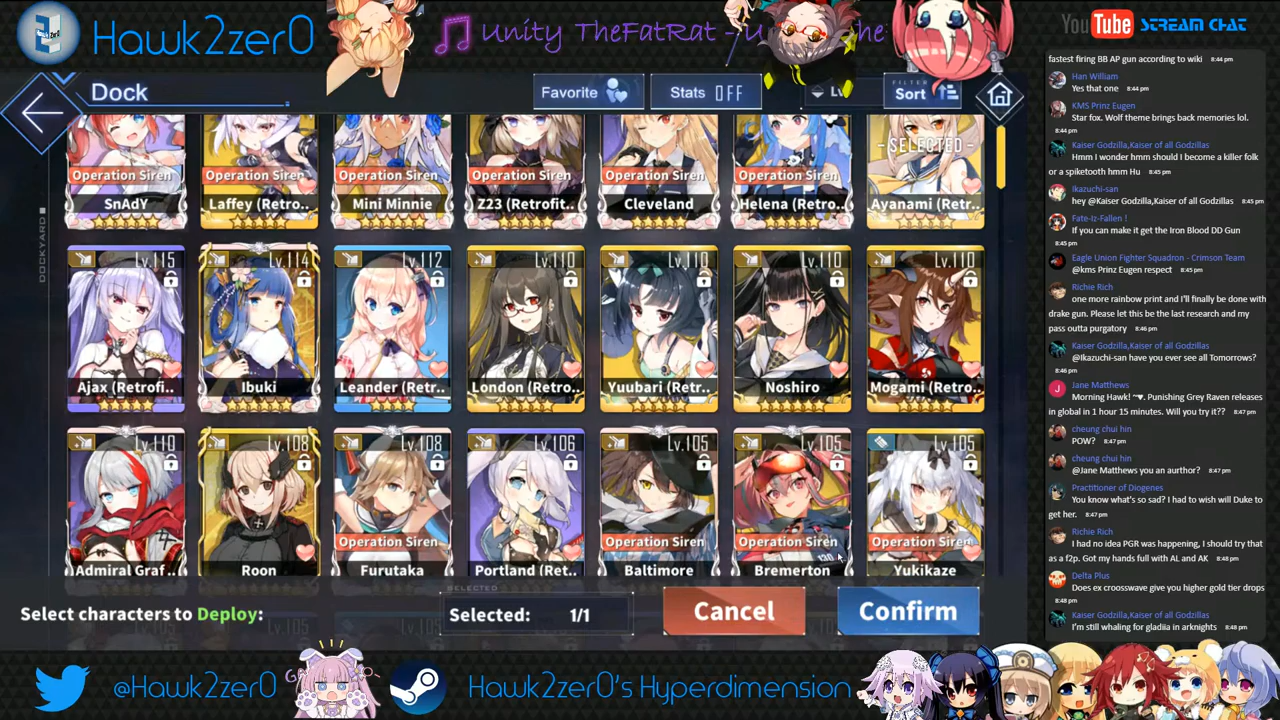 Hawk2zer0
Unity TheFatRat - U he
You Tube STREAM CHAT
Dock
Favorite
Stats OFF
Lv
FILTER
Sort
DOCKYARD
Operation Siren
SnAdY
Operation Siren
Laffey (Retro..
Operation Siren
Mini Minnie
Operation Siren
Z23 (Retrofit..
Operation Siren
Cleveland
Operation Siren
Helena (Retro..
-SELECTED-
Ayanami (Retr..
Lv.115
Ajax (Retrofi..
Lv.114
Ibuki
Lv.112
Leander (Retr..
Lv.110
London (Retro..
Lv.110
Yuubari (Ret..
Lv.110
Noshiro
Lv.110
Mogami (Retro..
Lv.110
Admiral Graf ..
Lv.108
Roon
Lv.108
Furutaka
Lv.106
Portland (Ret..
Lv.105
Operation Siren
Baltimore
Lv.105
Operation Siren
Bremerton
Lv.105
Operation Siren
Yukikaze
SELECTED
Select characters to Deploy:
Selected: 1/1
Cancel
Confirm
@Hawk2zer0
Hawk2zer0's Hyperdimension
fastest firing BB AP gun according to wiki 8:44 pm
Han William
Yes that one 8:44 pm
KMS Prinz Eugen
Star fox. Wolf theme brings back memories lol.
8:44 pm
Kaiser Godzilla,Kaiser of all Godzillas
Hmm I wonder hmm should I become a killer folk
or a spiketooth hmm Hu 8:45 pm
Ikazuchi-san
hey @Kaiser Godzilla,Kaiser of all Godzillas 8:45 pm
Fate-Iz-Fallen !
If you can make it get the Iron Blood DD Gun
8:45 pm
Eagle Union Fighter Squadron - Crimson Team
@kms Prinz Eugen respect 8:45 pm
Richie Rich
one more rainbow print and I'll finally be done with
drake gun. Please let this be the last research and my
pass outta purgatory 8:46 pm
Kaiser Godzilla,Kaiser of all Godzillas
@Ikazuchi-san have you ever see all Tomorrows?
8:46 pm
Jane Matthews
Morning Hawk! ~♥. Punishing Grey Raven releases
in global in 1 hour 15 minutes. Will you try it?? 8:47 pm
cheung chui hin
POW? 8:47 pm
cheung chui hin
@Jane Matthews you an aurthor? 8:47 pm
Practitioner of Diogenes
You know what's so sad? I had to wish will Duke to
get her. 8:47 pm
Richie Rich
I had no idea PGR was happening, I should try that
as a f2p. Got my hands full with AL and AK 8:48 pm
Delta Plus
Does ex crooswave give you higher gold tier drops
8:48 pm
Kaiser Godzilla,Kaiser of all Godzillas
I'm still whaling for gladiia in arknights 8:48 pm